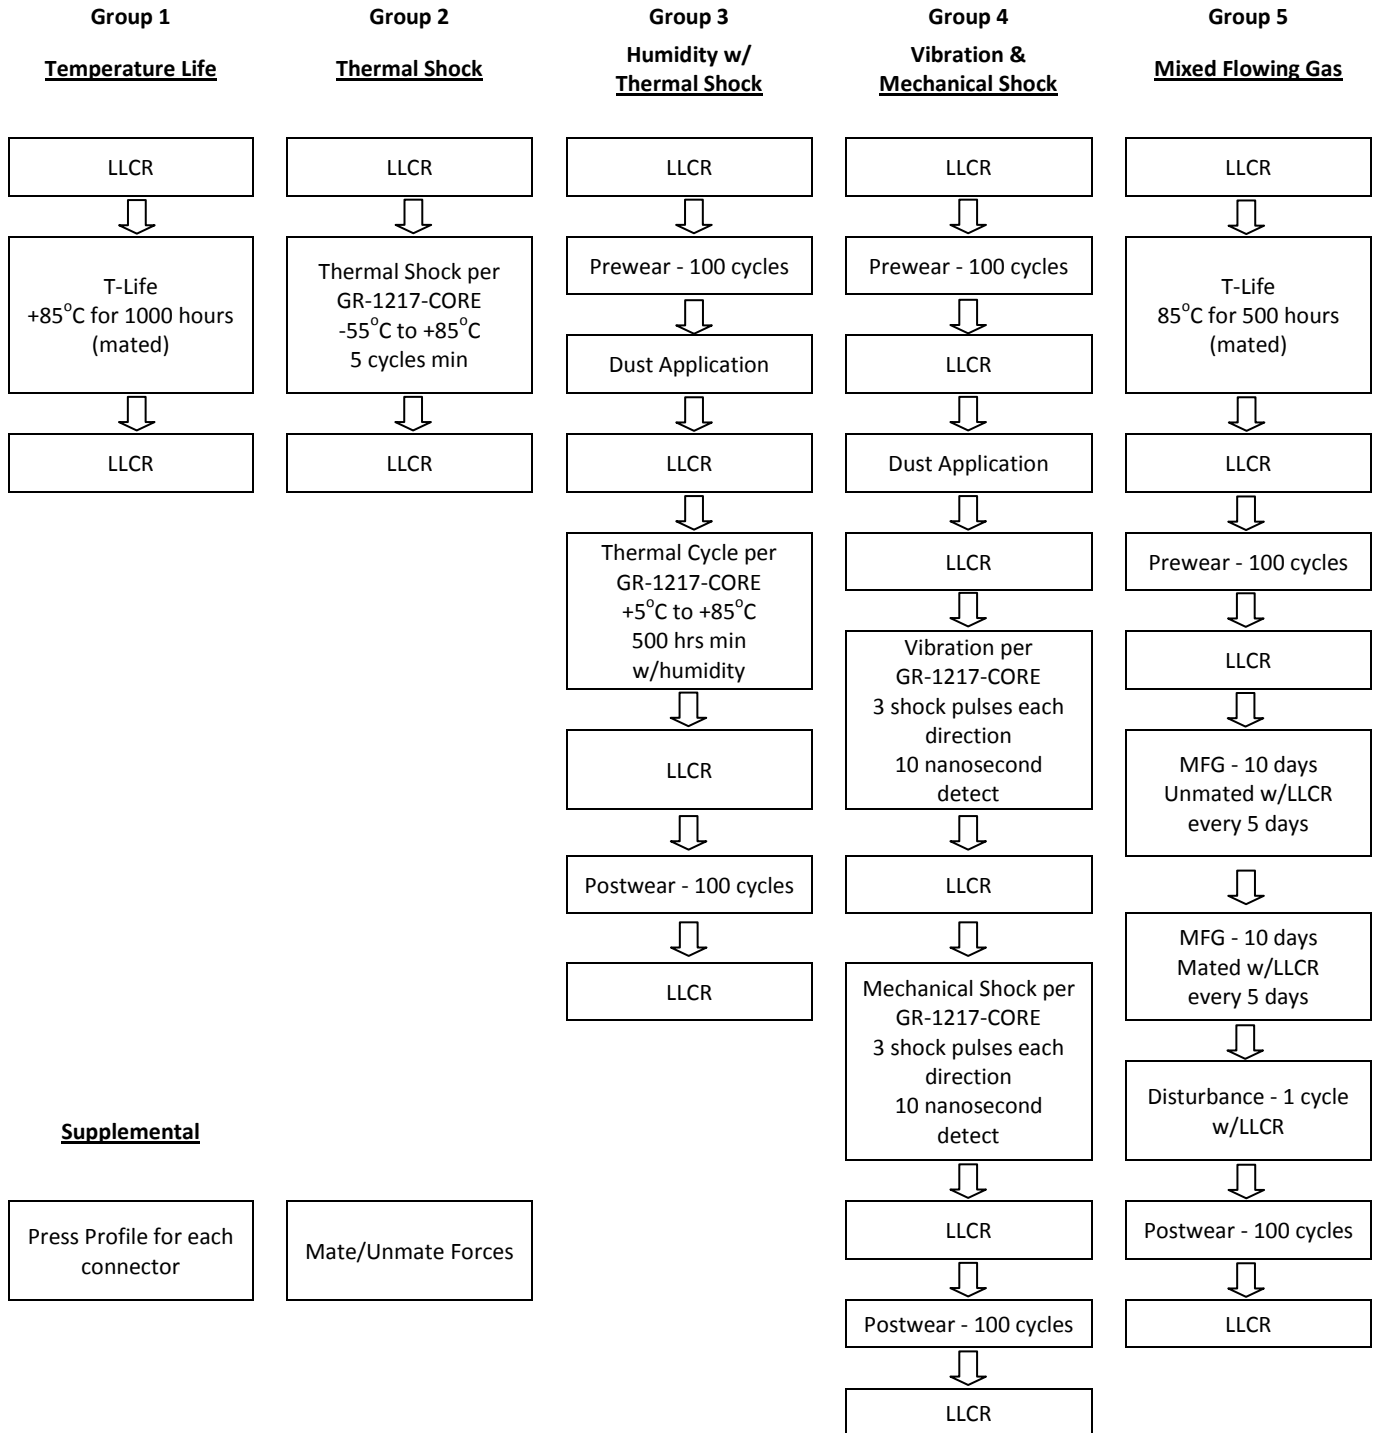 Group 1
Temperature Life
LLCR
T-Life
+85°C for 1000 hours
(mated)
LLCR
Group 2
Thermal Shock
LLCR
Thermal Shock per
GR-1217-CORE
-55°C to +85°C
5 cycles min
LLCR
Group 3
Humidity w/
Thermal Shock
LLCR
Prewear - 100 cycles
Dust Application
LLCR
Thermal Cycle per
GR-1217-CORE
+5°C to +85°C
500 hrs min
w/humidity
LLCR
Postwear - 100 cycles
LLCR
Group 4
Vibration &
Mechanical Shock
LLCR
Prewear - 100 cycles
LLCR
Dust Application
LLCR
Vibration per
GR-1217-CORE
3 shock pulses each
direction
10 nanosecond
detect
LLCR
Mechanical Shock per
GR-1217-CORE
3 shock pulses each
direction
10 nanosecond
detect
LLCR
Postwear - 100 cycles
LLCR
Group 5
Mixed Flowing Gas
LLCR
T-Life
85°C for 500 hours
(mated)
LLCR
Prewear - 100 cycles
LLCR
MFG - 10 days
Unmated w/LLCR
every 5 days
MFG - 10 days
Mated w/LLCR
every 5 days
Disturbance - 1 cycle
w/LLCR
Postwear - 100 cycles
LLCR
Supplemental
Press Profile for each
connector
Mate/Unmate Forces